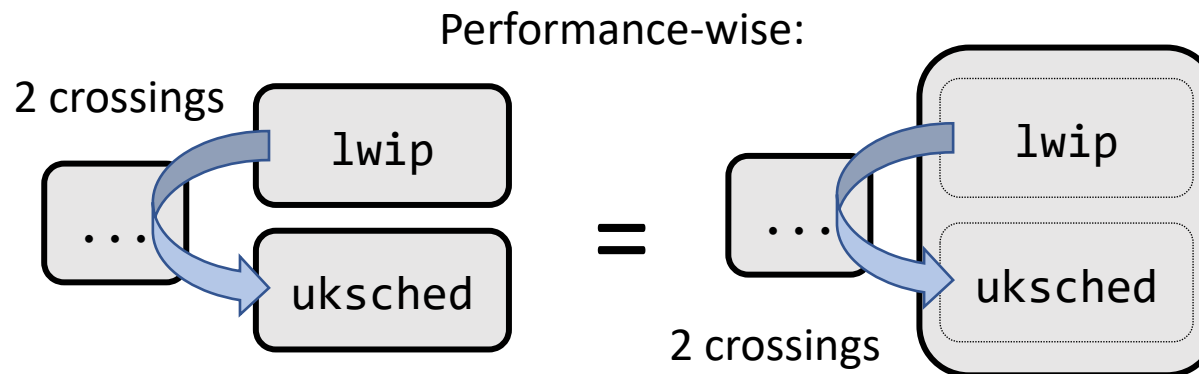 Performance-wise:
2 crossings
lwip
...
uksched
=
lwip
...
uksched
2 crossings